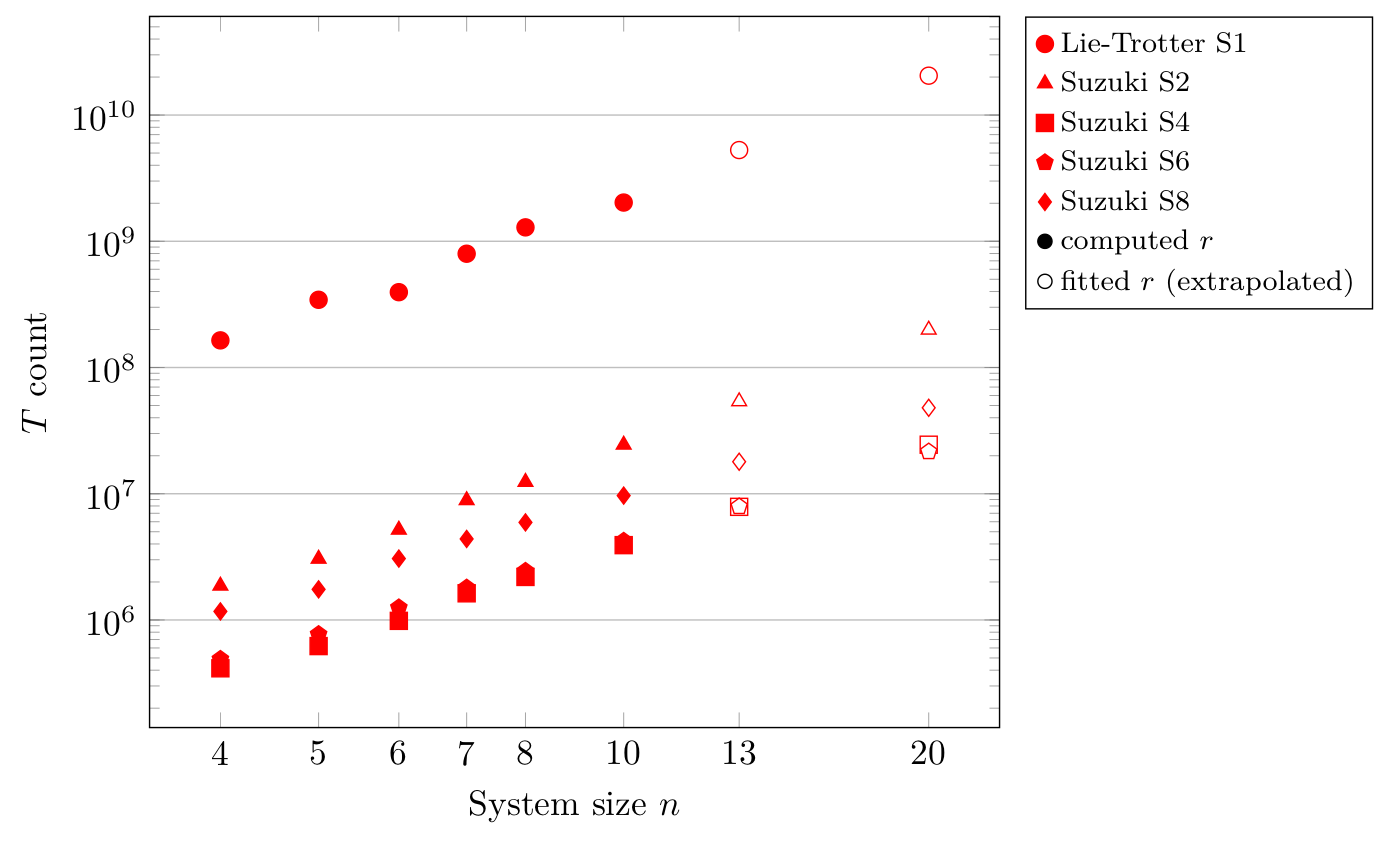 10^10
10^9
10^8
10^7
10^6
T count
4 5 6 7 8 10 13 20
System size n
Lie-Trotter S1
Suzuki S2
Suzuki S4
Suzuki S6
Suzuki S8
computed r
fitted r (extrapolated)